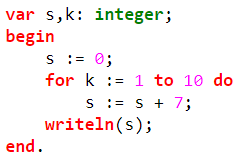 var s,k: integer;
begin
    s := 0;
    for k := 1 to 10 do
        s := s + 7;
    writeln(s);
end.